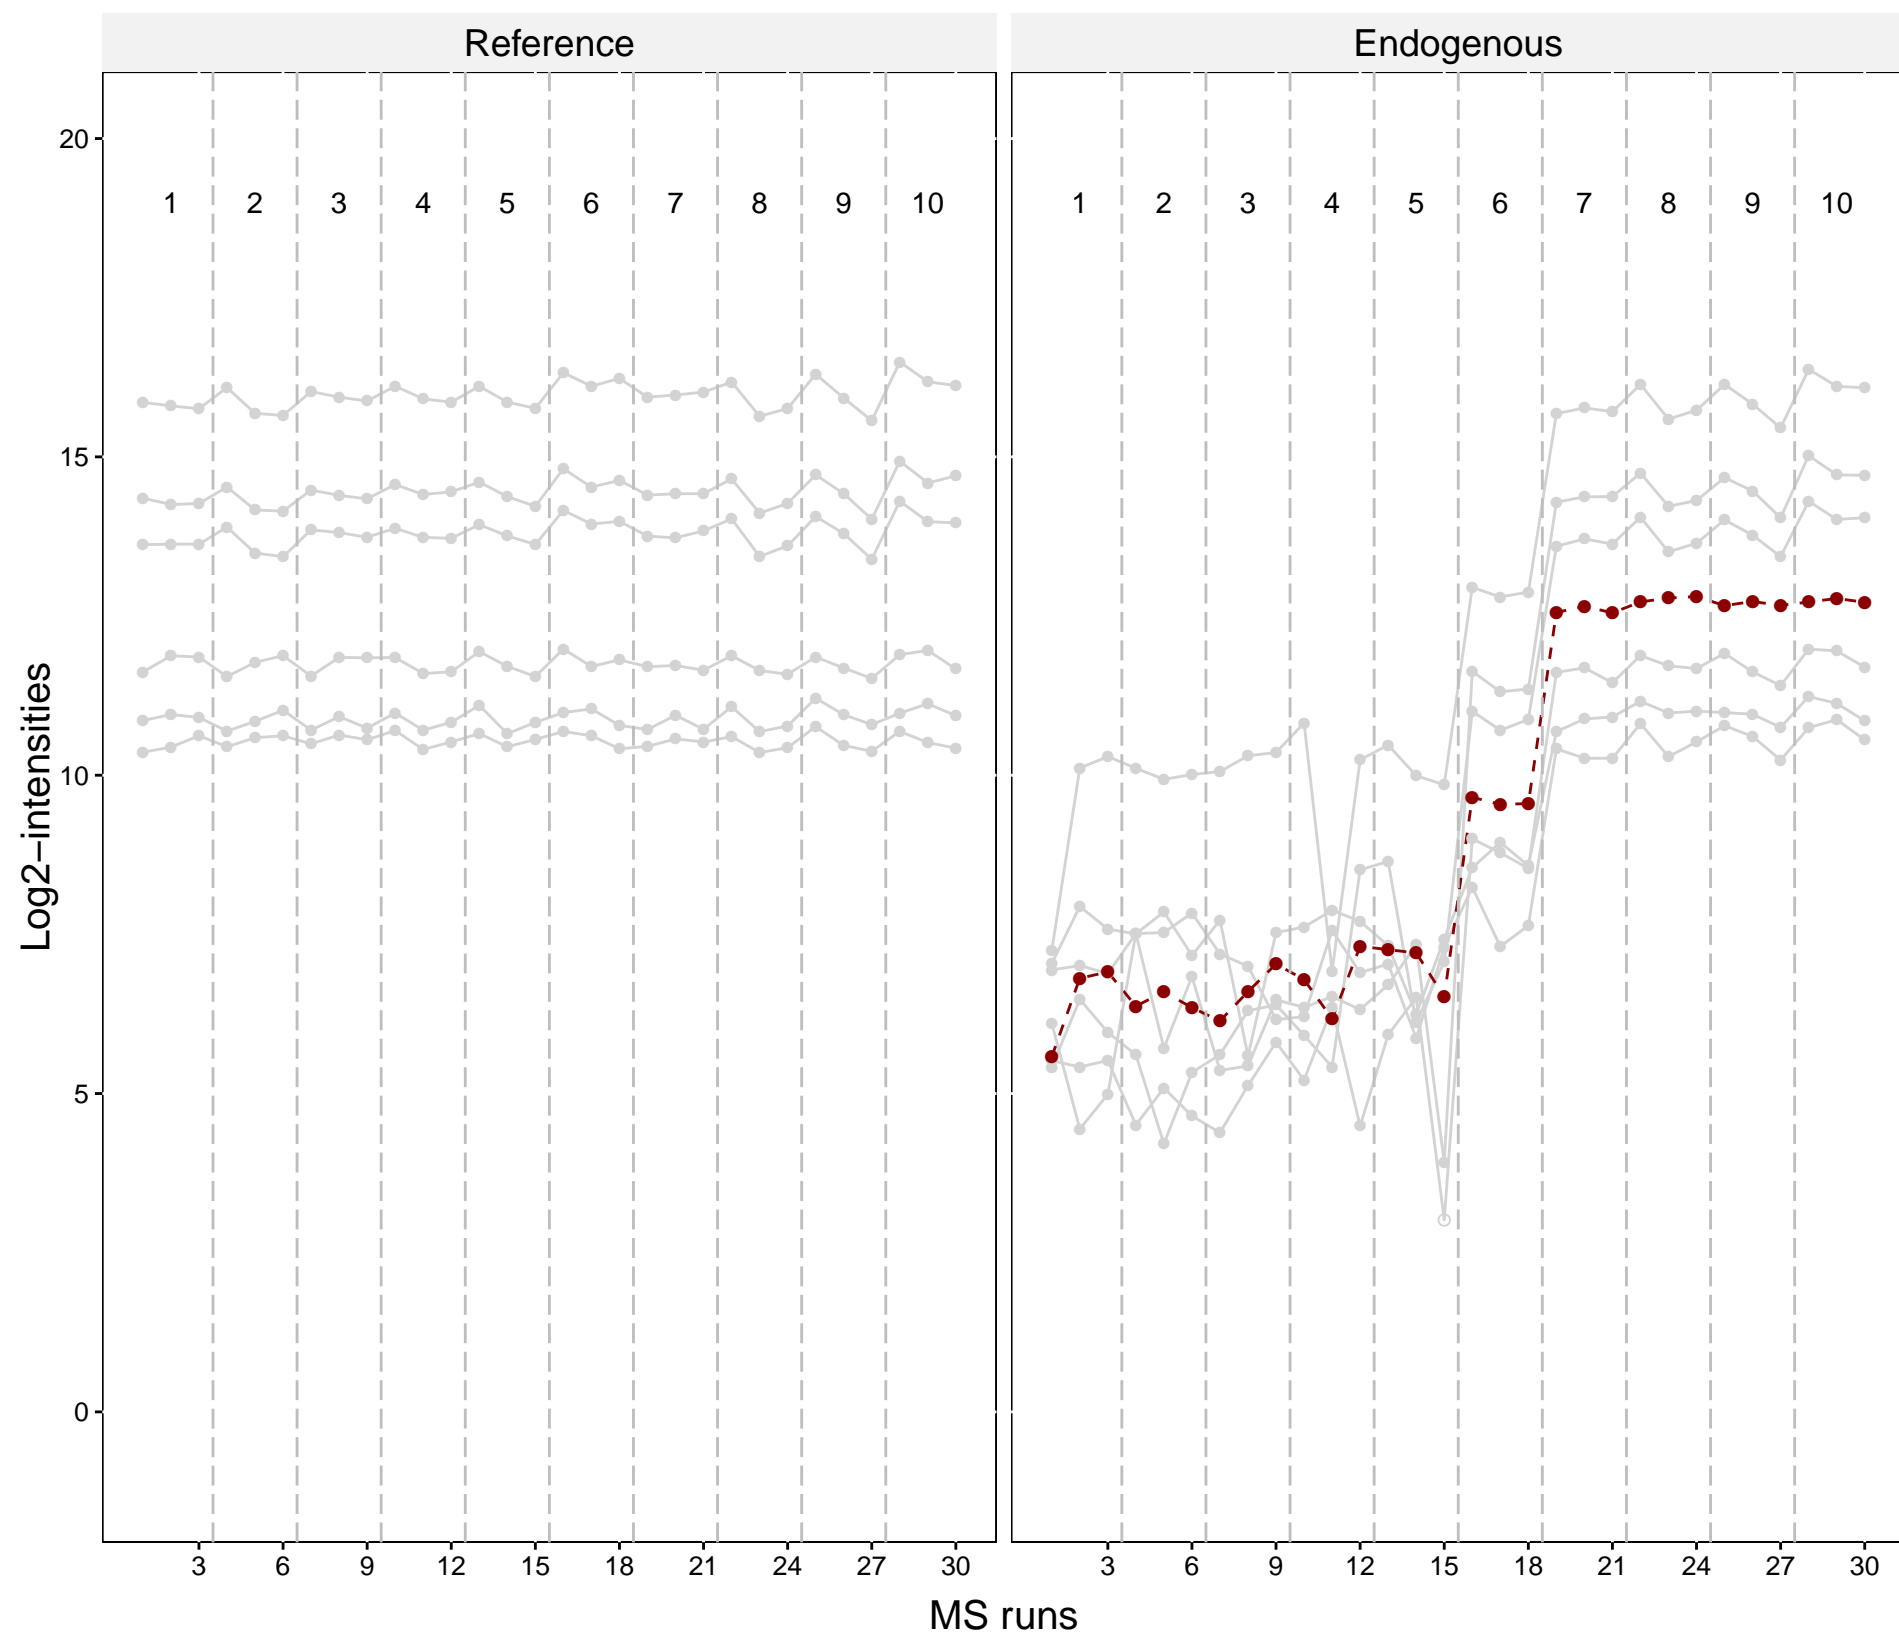 Reference Endogenous
20
1 2 3 4 5 6 7 8 9 10 1 2 3 4 5 6 7 8 9 10
15
10
5
0
Log2−intensities
3 6 9 12 15 18 21 24 27 30 3 6 9 12 15 18 21 24 27 30
MS runs